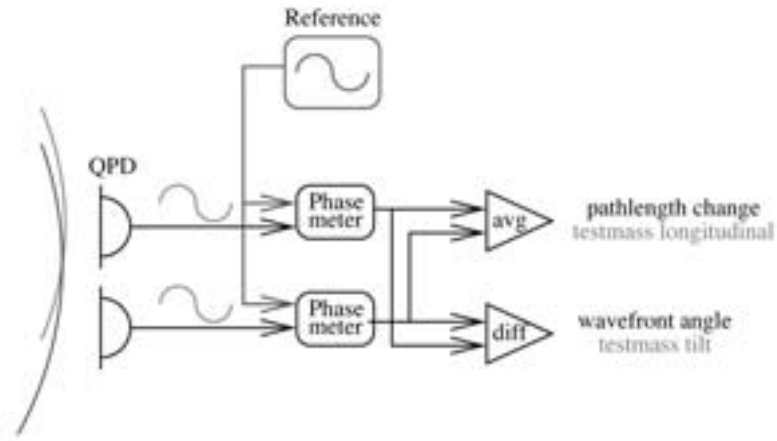 Reference
QPD
Phase
meter
avg
pathlength change
testmass longitudinal
Phase
meter
diff
wavefront angle
testmass tilt